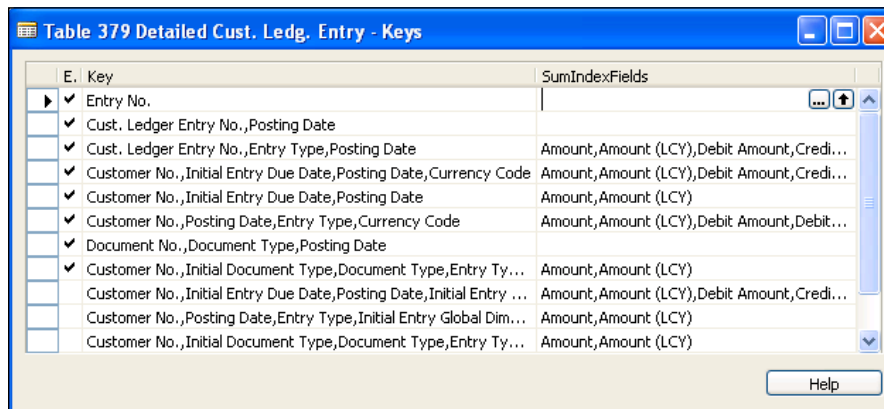 Table 379 Detailed Cust. Ledg. Entry - Keys
E. Key SumIndexFields
Entry No.
Cust. Ledger Entry No.,Posting Date
Cust. Ledger Entry No.,Entry Type,Posting Date Amount,Amount (LCY),Debit Amount,Credi...
Customer No.,Initial Entry Due Date,Posting Date,Currency Code Amount,Amount (LCY),Debit Amount,Credi...
Customer No.,Initial Entry Due Date,Posting Date Amount,Amount (LCY)
Customer No.,Posting Date,Entry Type,Currency Code Amount,Amount (LCY),Debit Amount,Debit...
Document No.,Document Type,Posting Date
Customer No.,Initial Document Type,Document Type,Entry Ty... Amount,Amount (LCY)
Customer No.,Initial Entry Due Date,Posting Date,Initial Entry ... Amount,Amount (LCY),Debit Amount,Credi...
Customer No.,Posting Date,Entry Type,Initial Entry Global Dim... Amount,Amount (LCY)
Customer No.,Initial Document Type,Document Type,Entry Ty... Amount,Amount (LCY)
Help